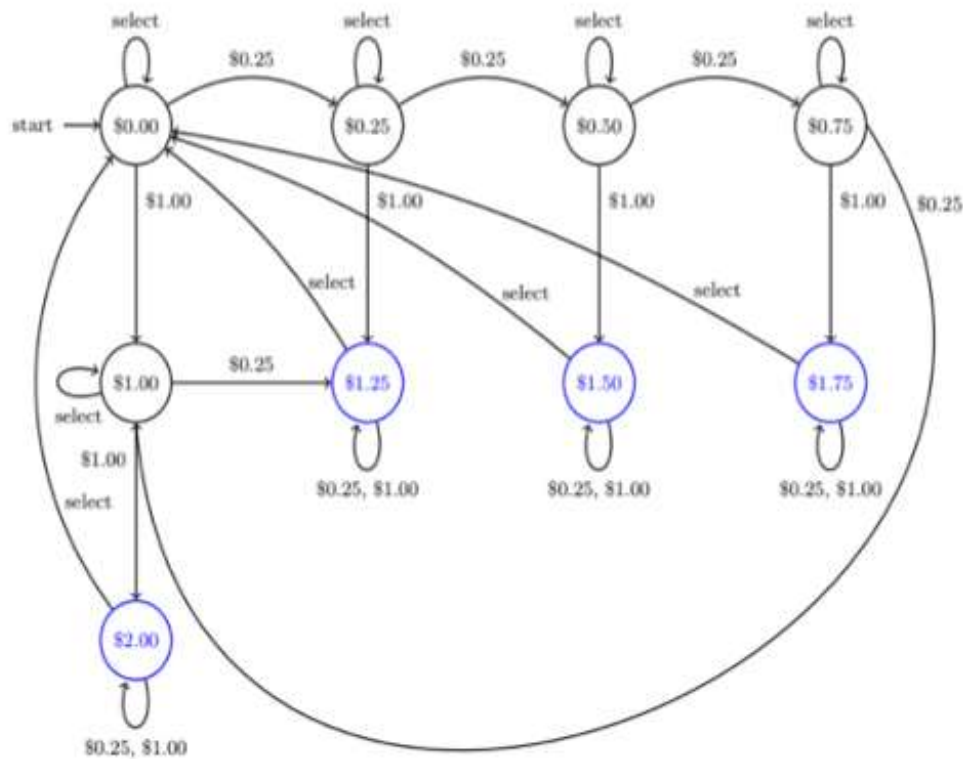 select select select select
$0.25 $0.25 $0.25
start $0.00 $0.25 $0.50 $0.75
$1.00 $1.00 $1.00 $1.00 $0.25
select select select
$0.25
$1.00 $1.25 $1.50 $1.75
select
$1.00
$0.25, $1.00 $0.25, $1.00 $0.25, $1.00
select
$2.00
$0.25, $1.00